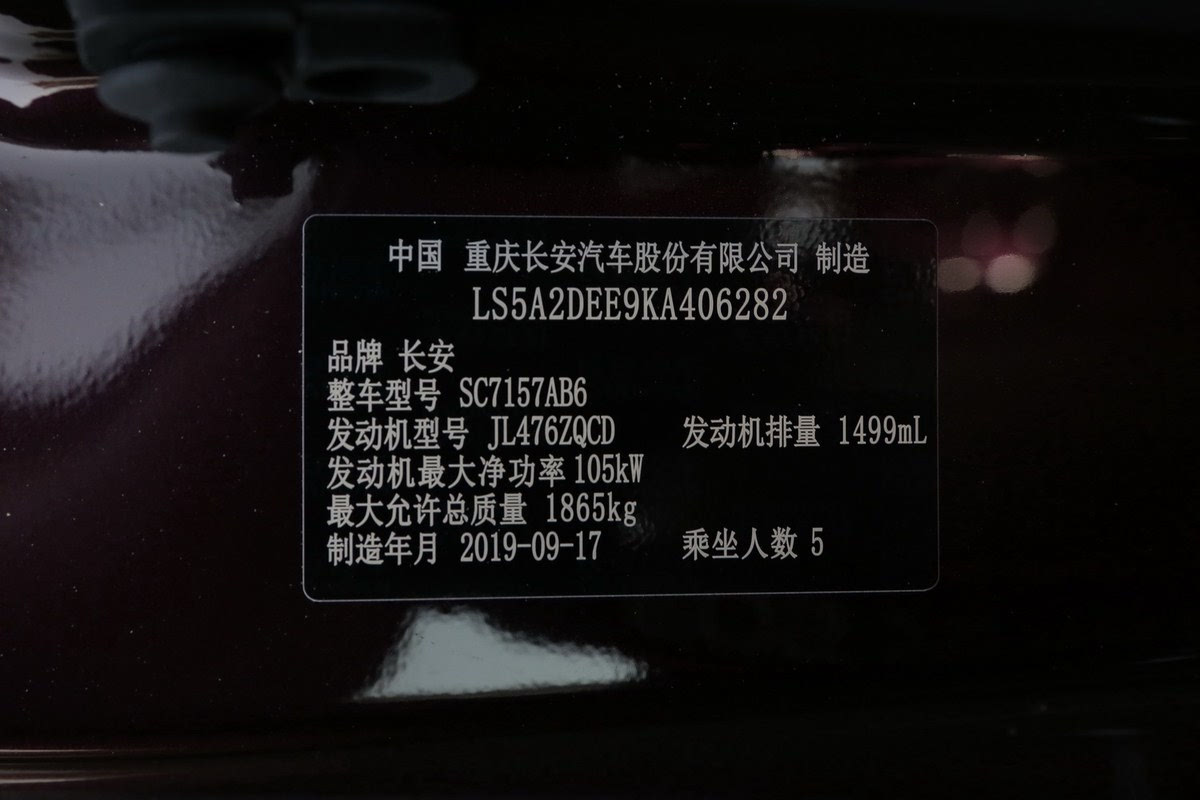 中国 重庆长安汽车股份有限公司 制造
LS5A2DEE9KA406282
品牌 长安
整车型号 SC7157AB6
发动机型号 JL476ZQCD 发动机排量 1499mL
发动机最大净功率 105kW
最大允许总质量 1865kg
制造年月 2019-09-17 乘坐人数 5